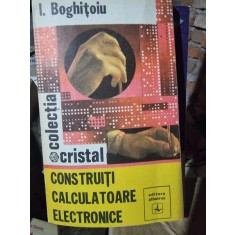 I. Boghițoiu
colecția
cristal
CONSTRUIȚI
CALCULATOARE
ELECTRONICE
editura
albatros